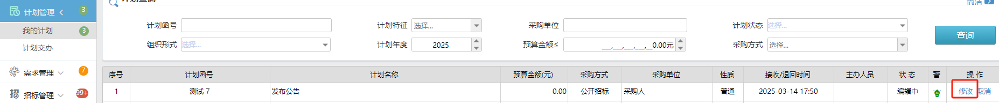 计划管理 3
我的计划 3
计划交办
需求管理 7
招标管理 99+
计划函号 计划特征 选择... 采购单位 计划状态 选择...
组织形式 选择... 计划年度 2025 预算金额≤ ___,___,___,___,__0.00元 采购方式 选择...
查询
序号 计划函号 计划名称 预算金额(元) 采购方式 采购单位 性质 接收/退回时间 主办人员 状 态 警 操 作
1 测试 7 发布公告 0.00 公开招标 采购人 普通 2025-03-14 17:50 编辑中 修改 取消